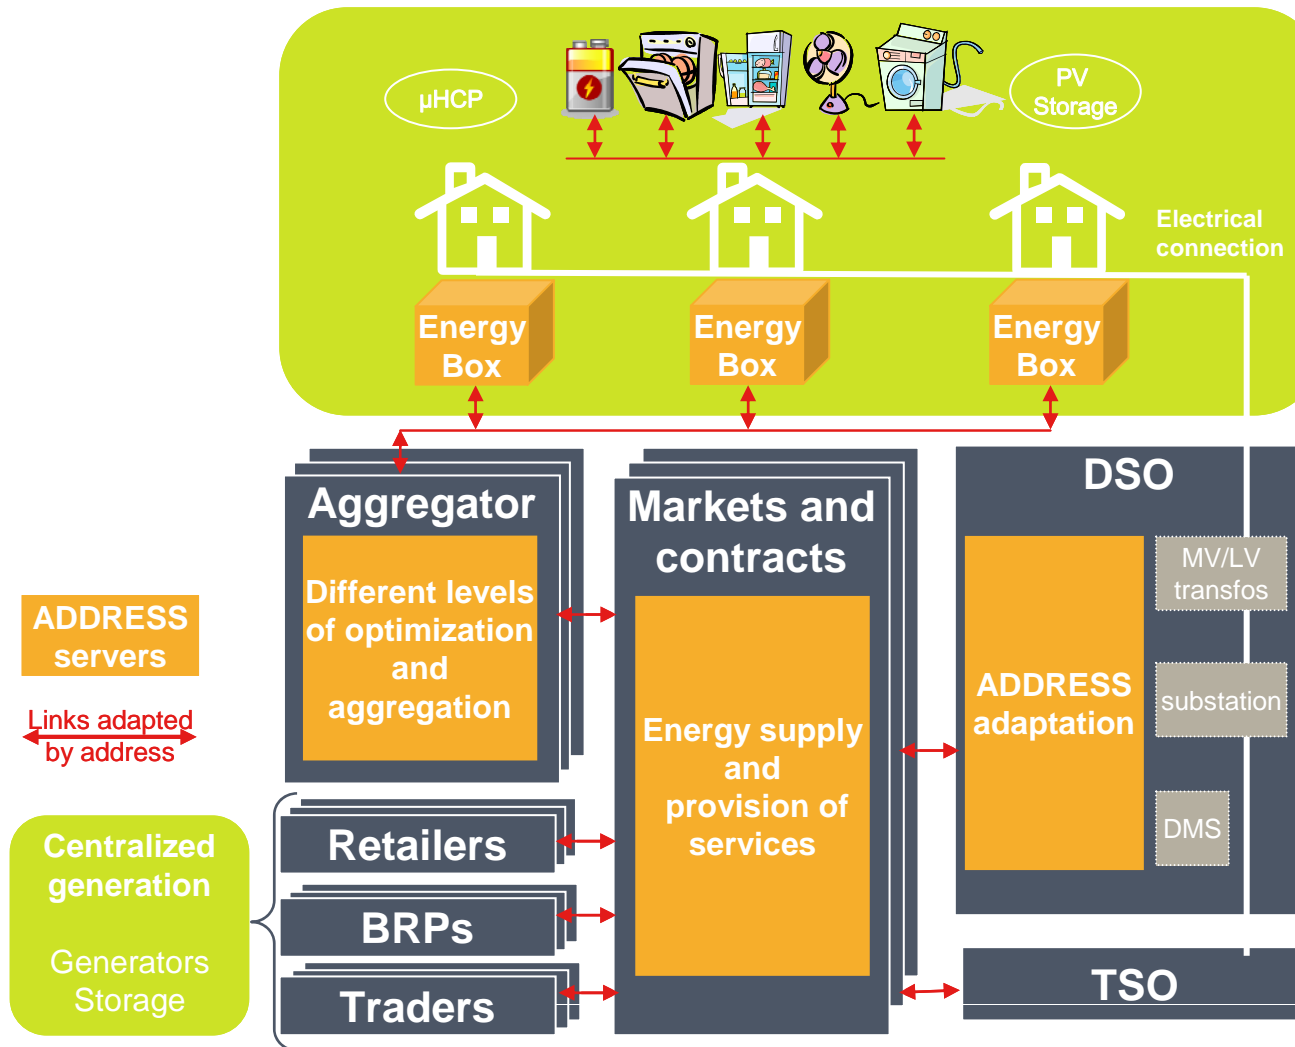 µHCP
PV
Storage
Electrical
connection
Energy
Box
Energy
Box
Energy
Box
Aggregator
Different levels
of optimization
and
aggregation
Markets and
contracts
Energy supply
and
provision of
services
DSO
ADDRESS
adaptation
MV/LV
transfos
substation
DMS
ADDRESS
servers
Links adapted
by address
Centralized
generation
Generators
Storage
Retailers
BRPs
Traders
TSO